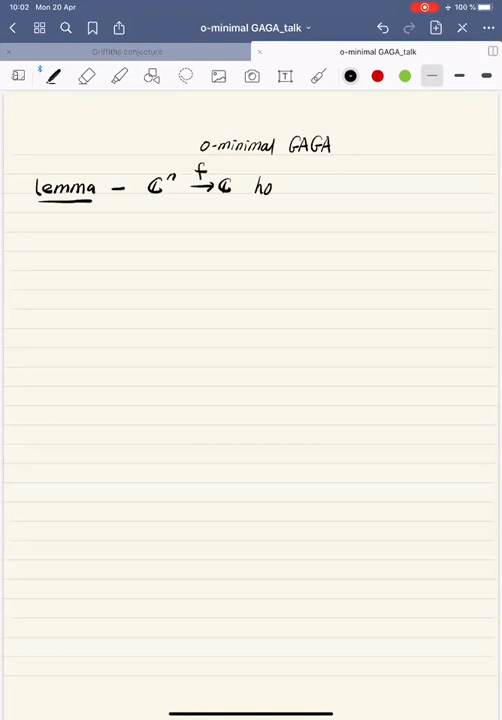 10:02 Mon 20 Apr 100 %
o-minimal GAGA_talk
Griffiths conjecture o-minimal GAGA_talk
o-minimal GAGA
Lemma - ℂⁿ →f ℂ ho